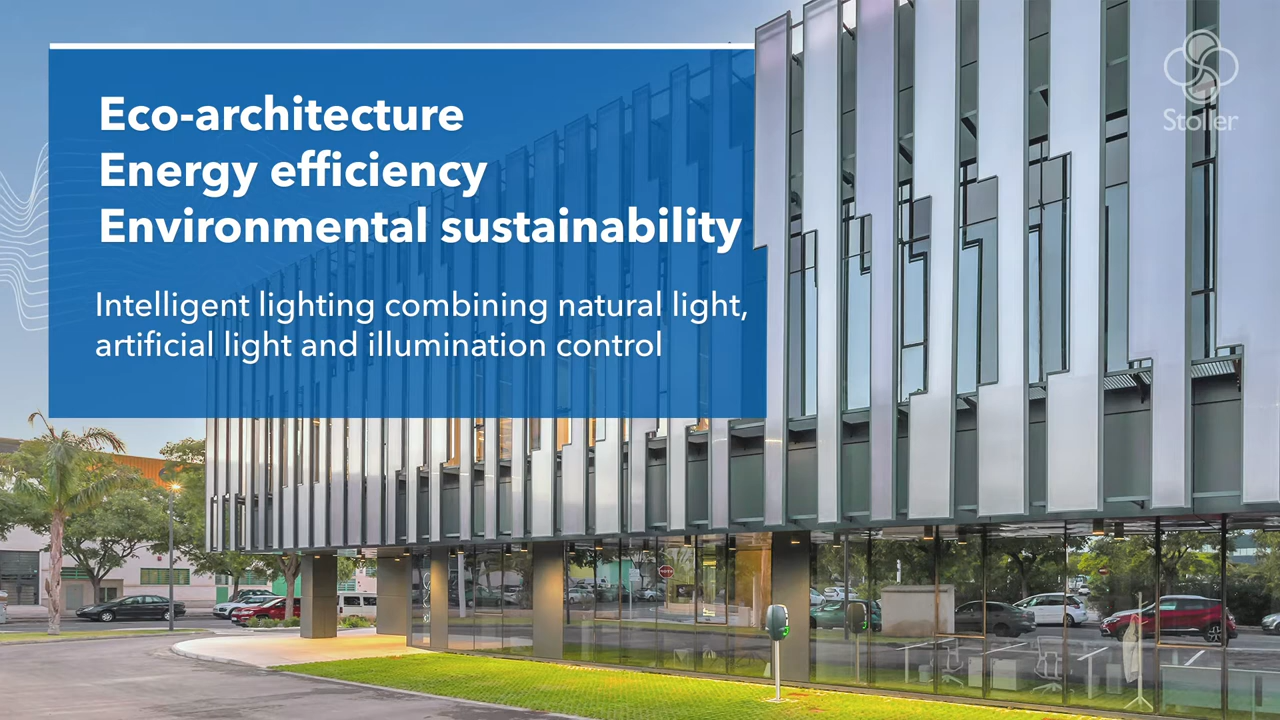 Eco-architecture
Energy efficiency
Environmental sustainability
Intelligent lighting combining natural light,
artificial light and illumination control
Stoller